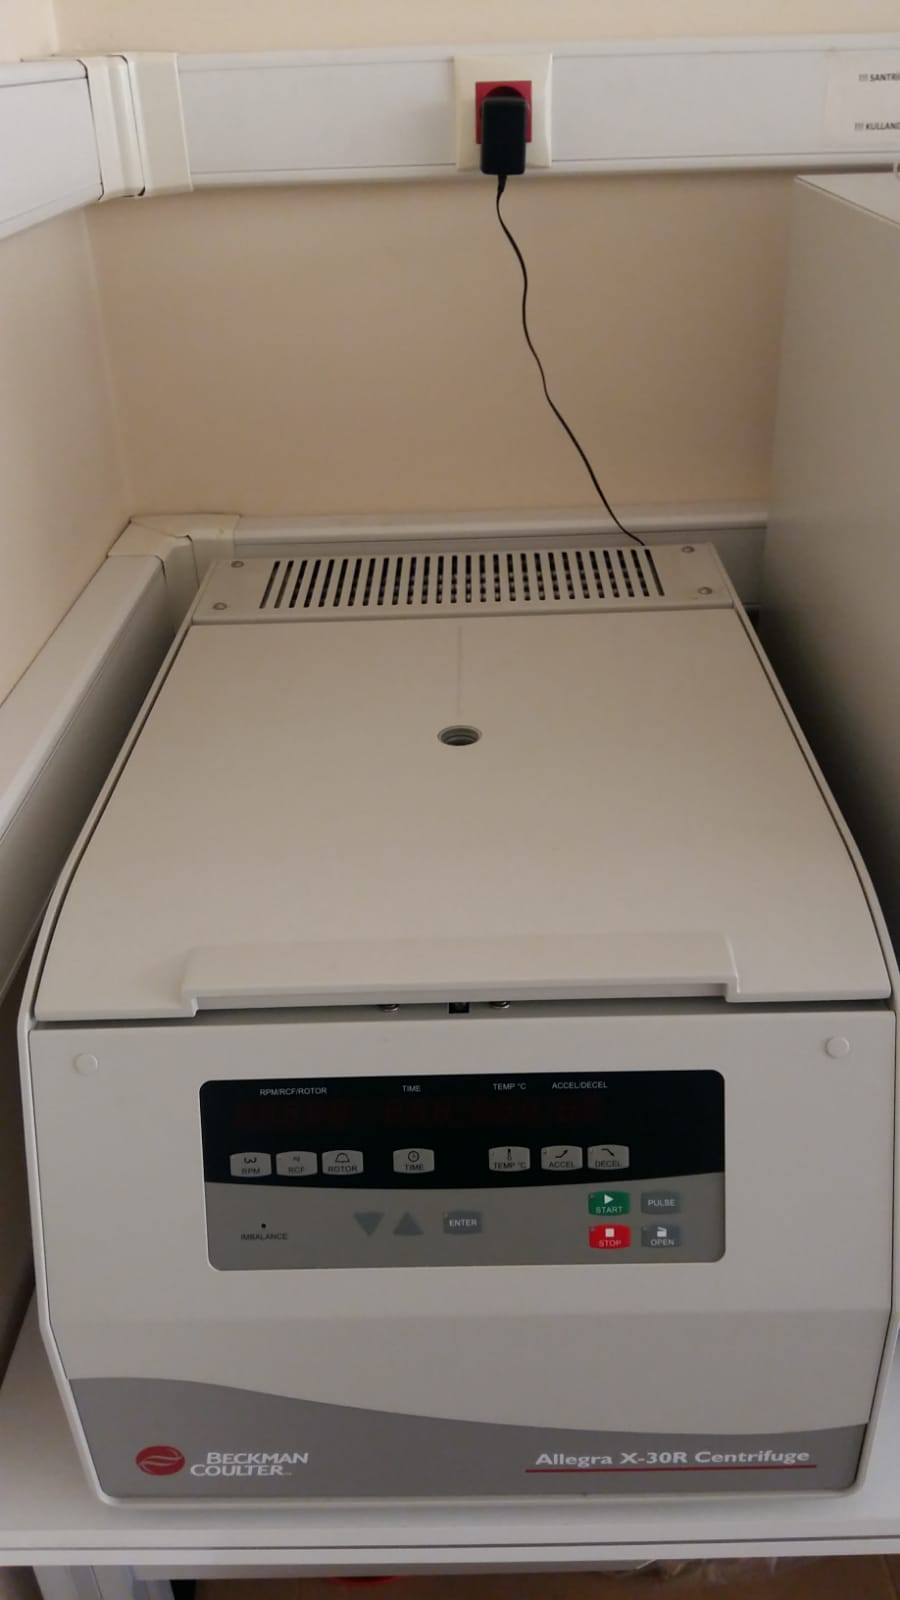 !!! SANTRİ
!!! KULLAND
RPM/RCF/ROTOR TIME TEMP °C ACCEL/DECEL
RPM RCF ROTOR TIME TEMP °C ACCEL DECEL
START PULSE
ENTER
IMBALANCE STOP OPEN
BECKMAN
COULTER
Allegra X-30R Centrifuge